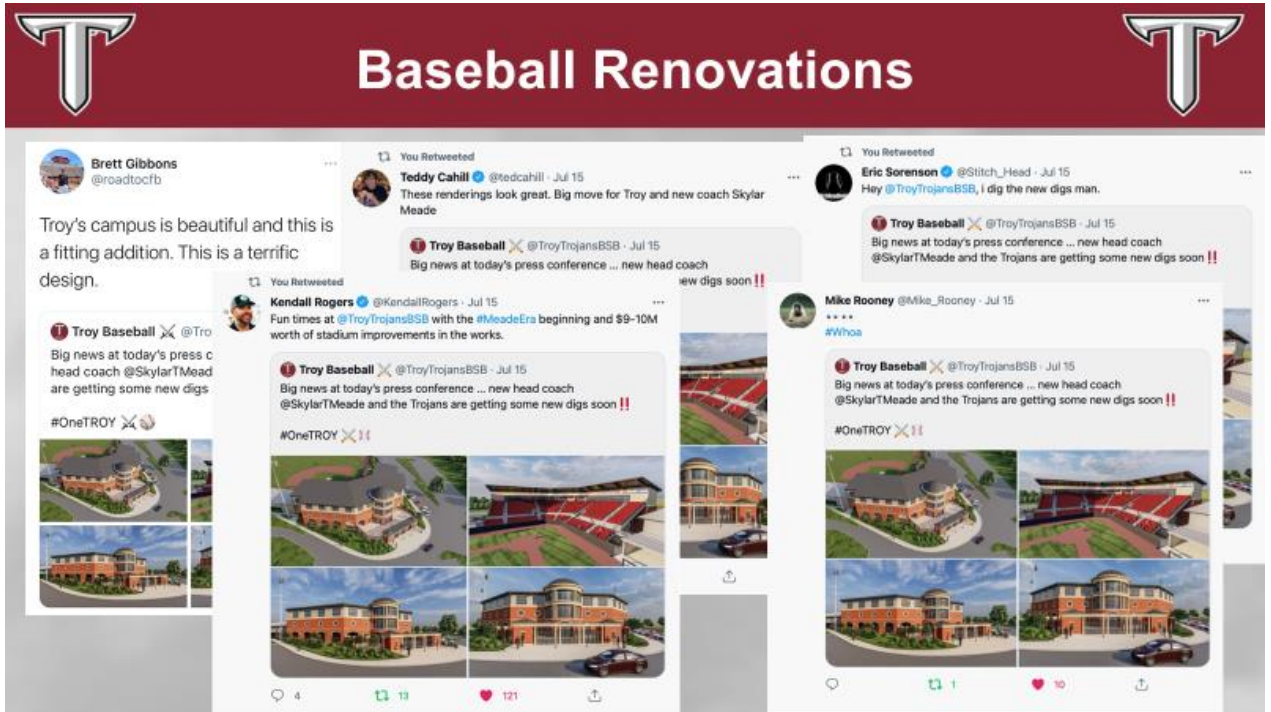 T
Baseball Renovations
T
Brett Gibbons
@roadtocfb
Troy's campus is beautiful and this is
a fitting addition. This is a terrific
design.
Troy Baseball @Tro
Big news at today's press c
head coach @SkylarTMead
are getting some new digs
#OneTROY
You Retweeted
Teddy Cahill @tedcahill · Jul 15
These renderings look great. Big move for Troy and new coach Skylar
Meade
Troy Baseball @TroyTrojansBSB · Jul 15
Big news at today's press conference ... new head coach
ew digs soon ‼️
You Retweeted
Eric Sorenson @Stitch_Head · Jul 15
Hey @TroyTrojansBSB, i dig the new digs man.
Troy Baseball @TroyTrojansBSB · Jul 15
Big news at today's press conference ... new head coach
@SkylarTMeade and the Trojans are getting some new digs soon ‼️
You Retweeted
Kendall Rogers @KendallRogers · Jul 15
Fun times at @TroyTrojansBSB with the #MeadeEra beginning and $9-10M
worth of stadium improvements in the works.
Troy Baseball @TroyTrojansBSB · Jul 15
Big news at today's press conference ... new head coach
@SkylarTMeade and the Trojans are getting some new digs soon ‼️
#OneTROY
4 13 121
Mike Rooney @Mike_Rooney · Jul 15
#Whoa
Troy Baseball @TroyTrojansBSB · Jul 15
Big news at today's press conference ... new head coach
@SkylarTMeade and the Trojans are getting some new digs soon ‼️
#OneTROY
1 10